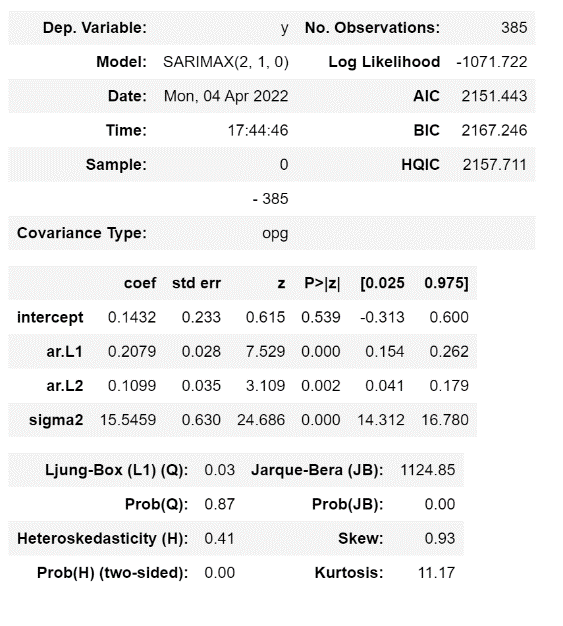 Dep. Variable: y No. Observations: 385
Model: SARIMAX(2, 1, 0) Log Likelihood -1071.722
Date: Mon, 04 Apr 2022 AIC 2151.443
Time: 17:44:46 BIC 2167.246
Sample: 0 HQIC 2157.711
- 385
Covariance Type: opg
coef std err z P>|z| [0.025 0.975]
intercept 0.1432 0.233 0.615 0.539 -0.313 0.600
ar.L1 0.2079 0.028 7.529 0.000 0.154 0.262
ar.L2 0.1099 0.035 3.109 0.002 0.041 0.179
sigma2 15.5459 0.630 24.686 0.000 14.312 16.780
Ljung-Box (L1) (Q): 0.03 Jarque-Bera (JB): 1124.85
Prob(Q): 0.87 Prob(JB): 0.00
Heteroskedasticity (H): 0.41 Skew: 0.93
Prob(H) (two-sided): 0.00 Kurtosis: 11.17